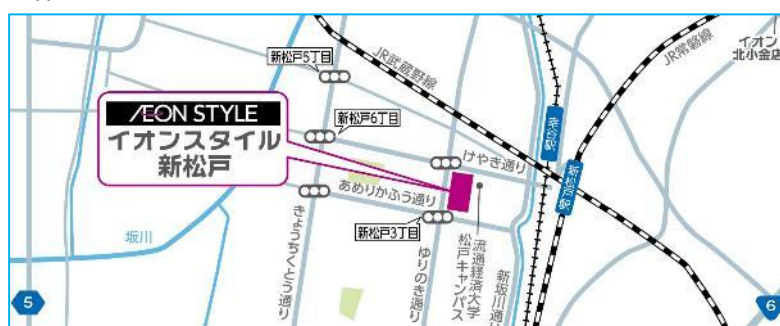 新松戸5丁目
JR武蔵野線
JR常磐線
イオン
北小金店
ÆON STYLE
イオンスタイル
新松戸
新松戸6丁目
けやき通り
幸谷駅
新松戸駅
あめりかふう通り
新松戸3丁目
坂川
きょうちくとう通り
ゆりのき通り
流通経済大学
松戸キャンパス
新坂川通り
5
6